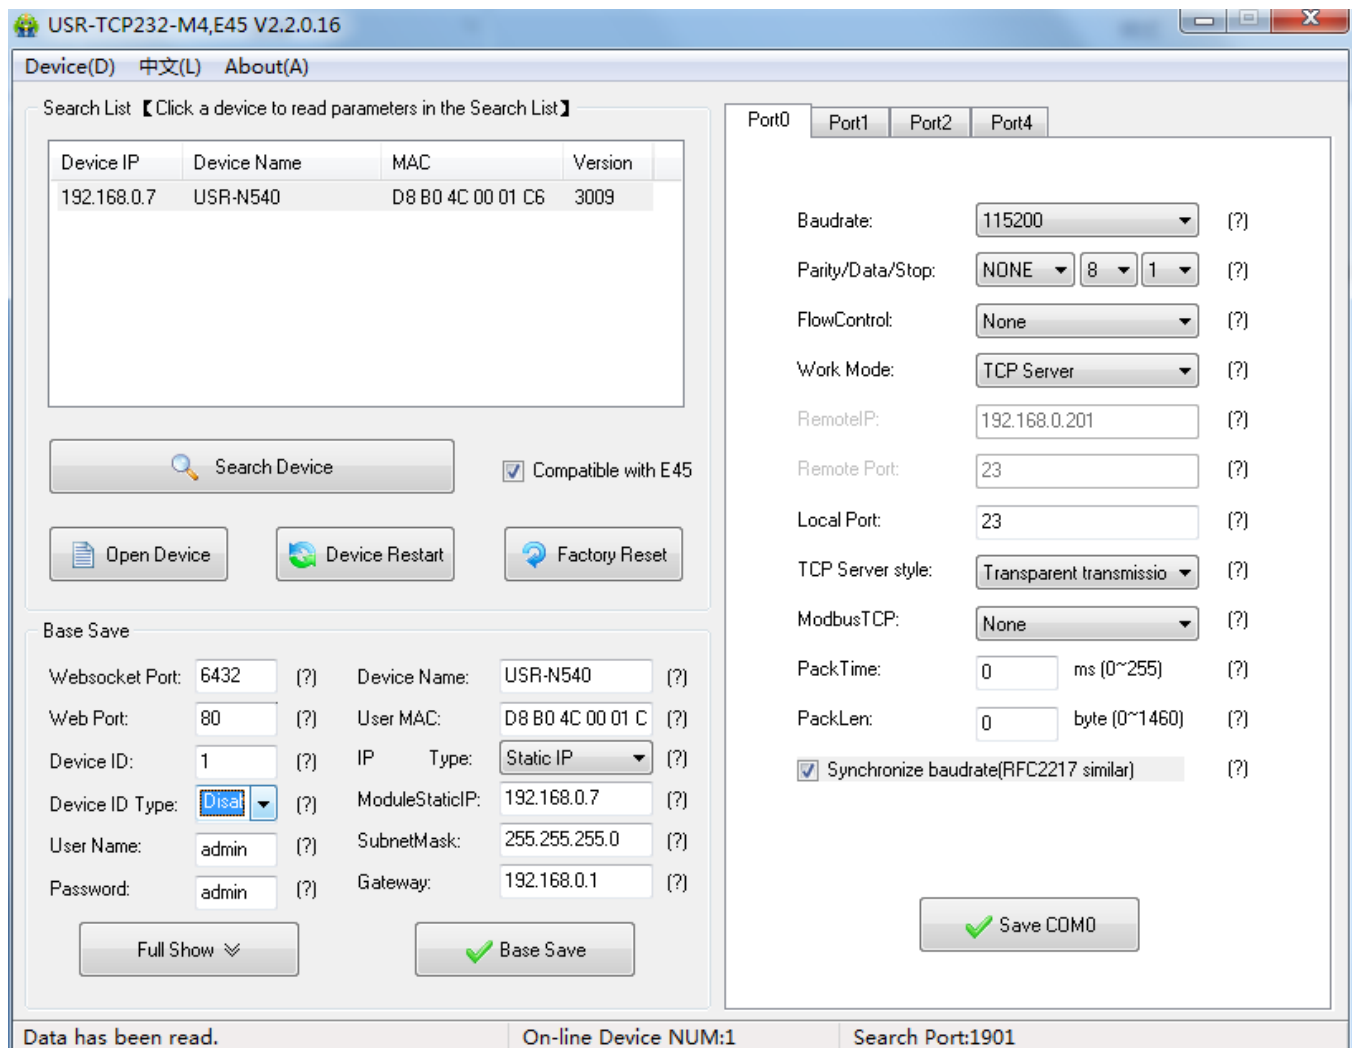 USR-TCP232-M4,E45 V2.2.0.16
Device(D) 中文(L) About(A)
Search List 【Click a device to read parameters in the Search List】
Device IP Device Name MAC Version
192.168.0.7 USR-N540 D8 B0 4C 00 01 C6 3009
Search Device
Compatible with E45
Open Device
Device Restart
Factory Reset
Base Save
Websocket Port: 6432 (?)
Device Name: USR-N540 (?)
Web Port: 80 (?)
User MAC: D8 B0 4C 00 01 C (?)
Device ID: 1 (?)
IP Type: Static IP (?)
Device ID Type: Disal (?)
ModuleStaticIP: 192.168.0.7 (?)
User Name: admin (?)
SubnetMask: 255.255.255.0 (?)
Password: admin (?)
Gateway: 192.168.0.1 (?)
Full Show
Base Save
Port0 Port1 Port2 Port4
Baudrate: 115200 (?)
Parity/Data/Stop: NONE 8 1 (?)
FlowControl: None (?)
Work Mode: TCP Server (?)
RemoteIP: 192.168.0.201 (?)
Remote Port: 23 (?)
Local Port: 23 (?)
TCP Server style: Transparent transmissio (?)
ModbusTCP: None (?)
PackTime: 0 ms (0~255) (?)
PackLen: 0 byte (0~1460) (?)
Synchronize baudrate(RFC2217 similar) (?)
Save COM0
Data has been read.
On-line Device NUM:1
Search Port:1901